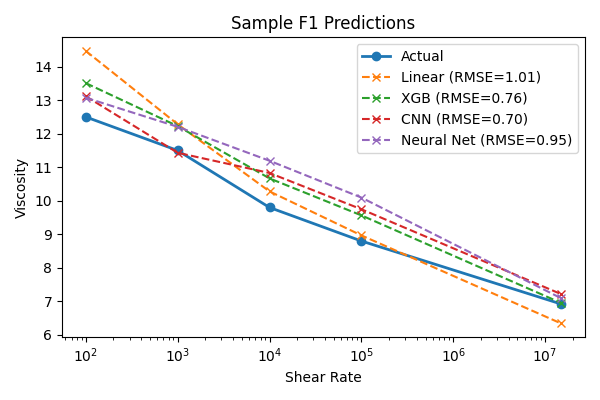 Sample F1 Predictions
Viscosity
14
13
12
11
10
9
8
7
6
Actual
Linear (RMSE=1.01)
XGB (RMSE=0.76)
CNN (RMSE=0.70)
Neural Net (RMSE=0.95)
10² 10³ 10⁴ 10⁵ 10⁶ 10⁷
Shear Rate